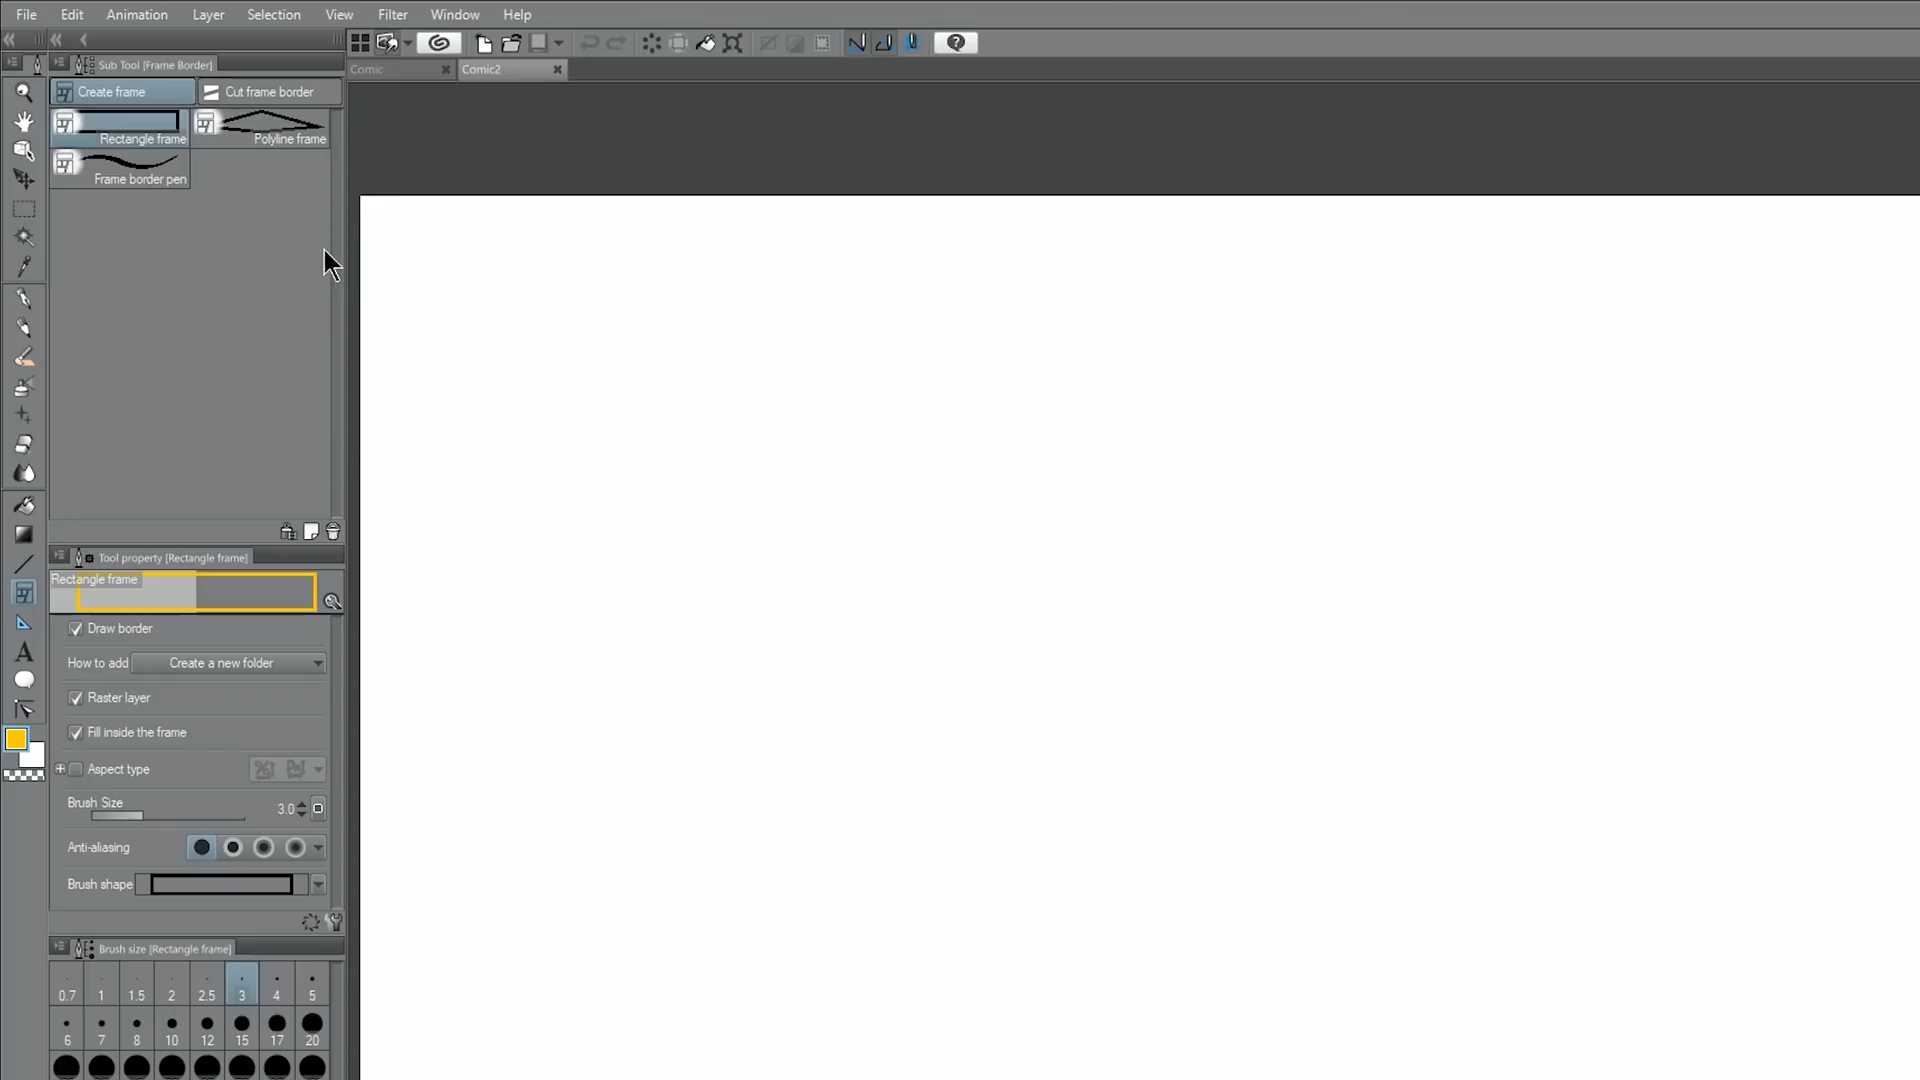 File Edit Animation Layer Selection View Filter Window Help
Sub Tool [Frame Border]
Comic
Comic2
Create frame
Cut frame border
Rectangle frame
Polyline frame
Frame border pen
Tool property [Rectangle frame]
Rectangle frame
Draw border
How to add Create a new folder
Raster layer
Fill inside the frame
Aspect type
Brush Size 3.0
Anti-aliasing
Brush shape
Brush size [Rectangle frame]
0.7 1 1.5 2 2.5 3 4 5
6 7 8 10 12 15 17 20